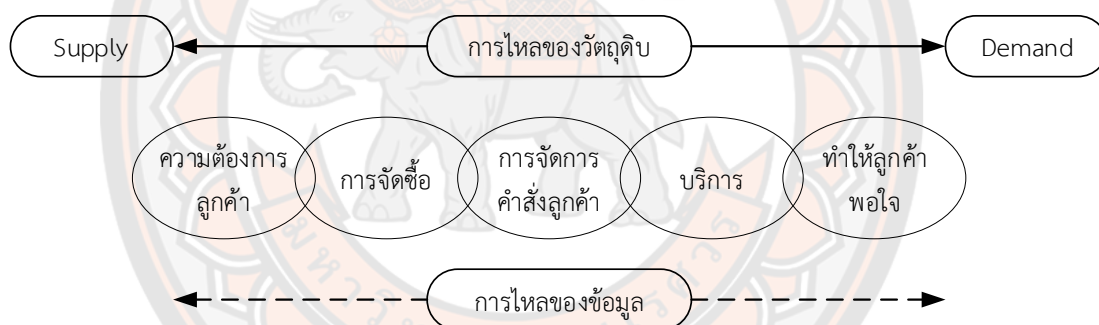 Supply
การไหลของวัตถุดิบ
Demand
ความต้องการ
ลูกค้า
การจัดซื้อ
การจัดการ
คำสั่งลูกค้า
บริการ
ทำให้ลูกค้า
พอใจ
การไหลของข้อมูล